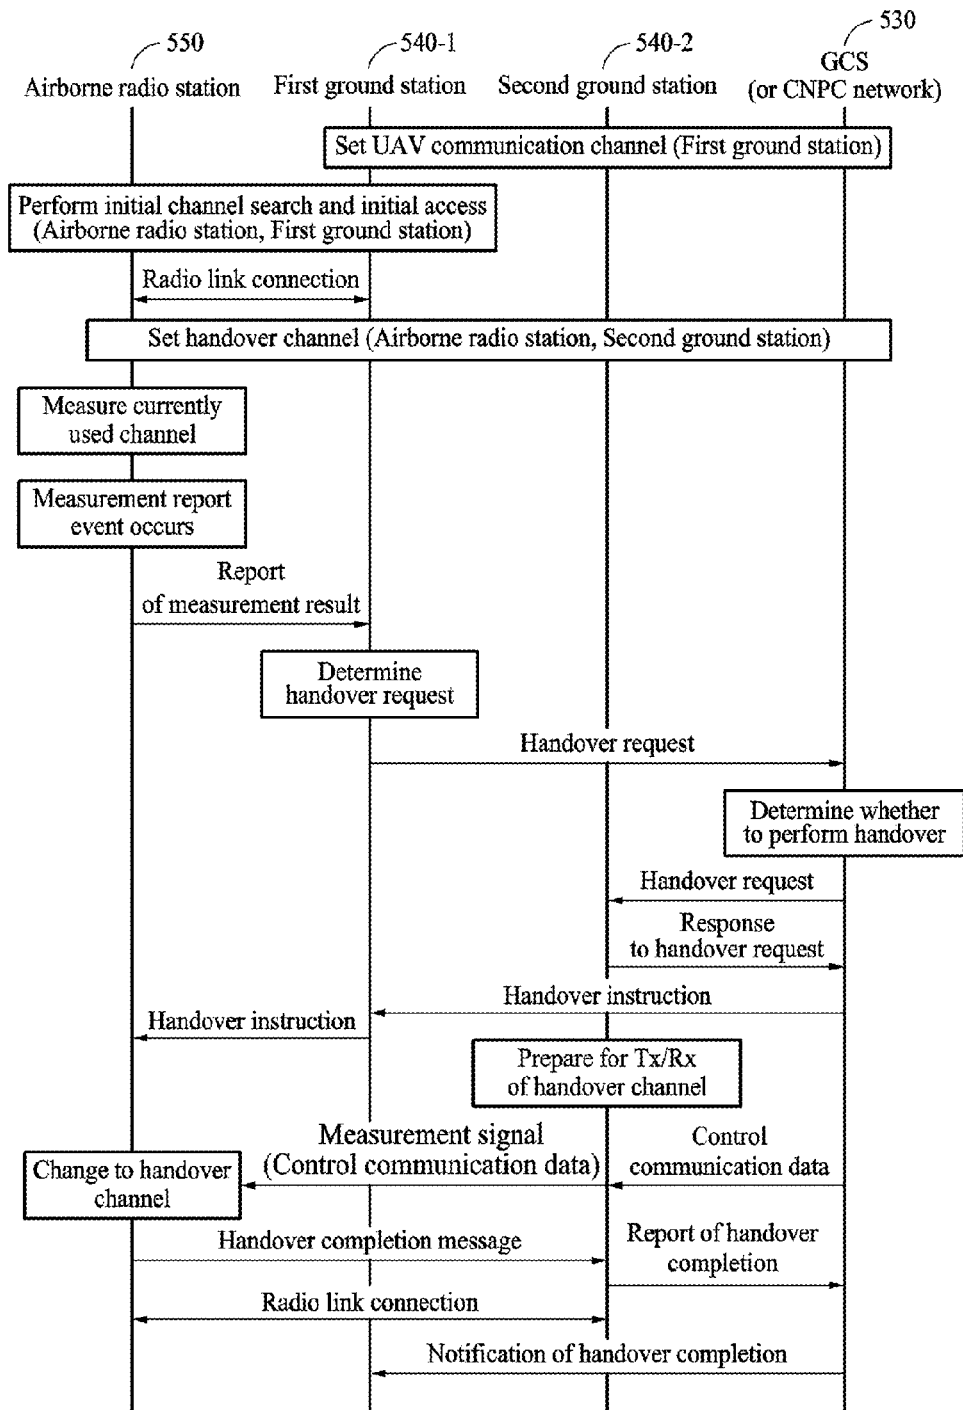 550
540-1
540-2
530
Airborne radio station
First ground station
Second ground station
GCS
(or CNPC network)
Set UAV communication channel (First ground station)
Perform initial channel search and initial access
(Airborne radio station, First ground station)
Radio link connection
Set handover channel (Airborne radio station, Second ground station)
Measure currently
used channel
Measurement report
event occurs
Report
of measurement result
Determine
handover request
Handover request
Determine whether
to perform handover
Handover request
Response
to handover request
Handover instruction
Handover instruction
Prepare for Tx/Rx
of handover channel
Measurement signal
(Control communication data)
Control
communication data
Change to handover
channel
Handover completion message
Report of handover
completion
Radio link connection
Notification of handover completion